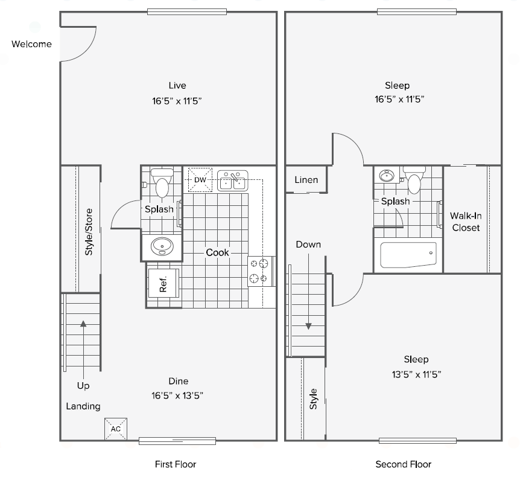 Welcome
Live
16'5" x 11'5"
Style/Store
Splash
DW
Cook
Ref.
Up
Landing
AC
Dine
16'5" x 13'5"
First Floor
Sleep
16'5" x 11'5"
Linen
Splash
Walk-In
Closet
Down
Sleep
13'5" x 11'5"
Style
Second Floor